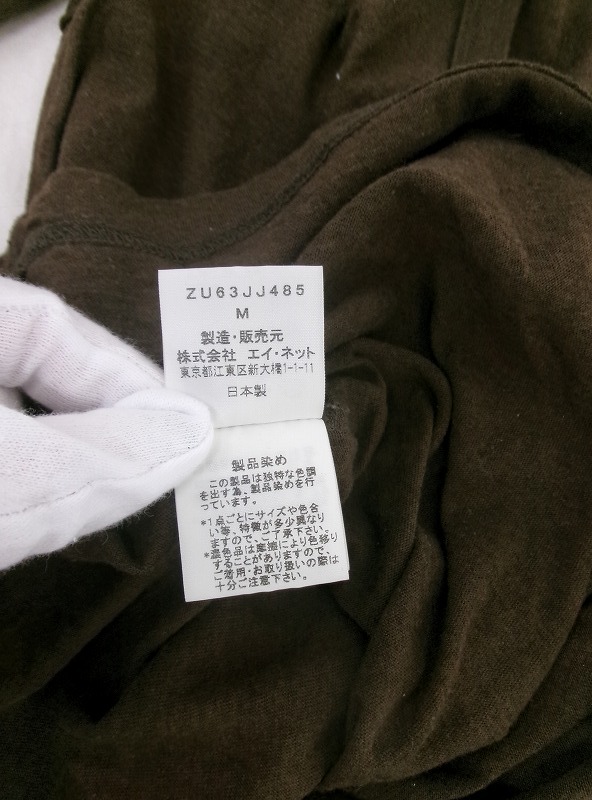 ZU63JJ485
M
製造・販売元
株式会社 エイ・ネット
東京都江東区新大橋1-1-11
日本製
製品染め
この製品は独特な色調
を出す為、製品染めを行
っています。
*1点ごとにサイズや色合
い等、特徴が多少異なり
ますので、ご了承下さい。
*濃色品は摩擦により色移り
することがありますので、
ご着用・お取り扱いの際は
十分ご注意下さい。